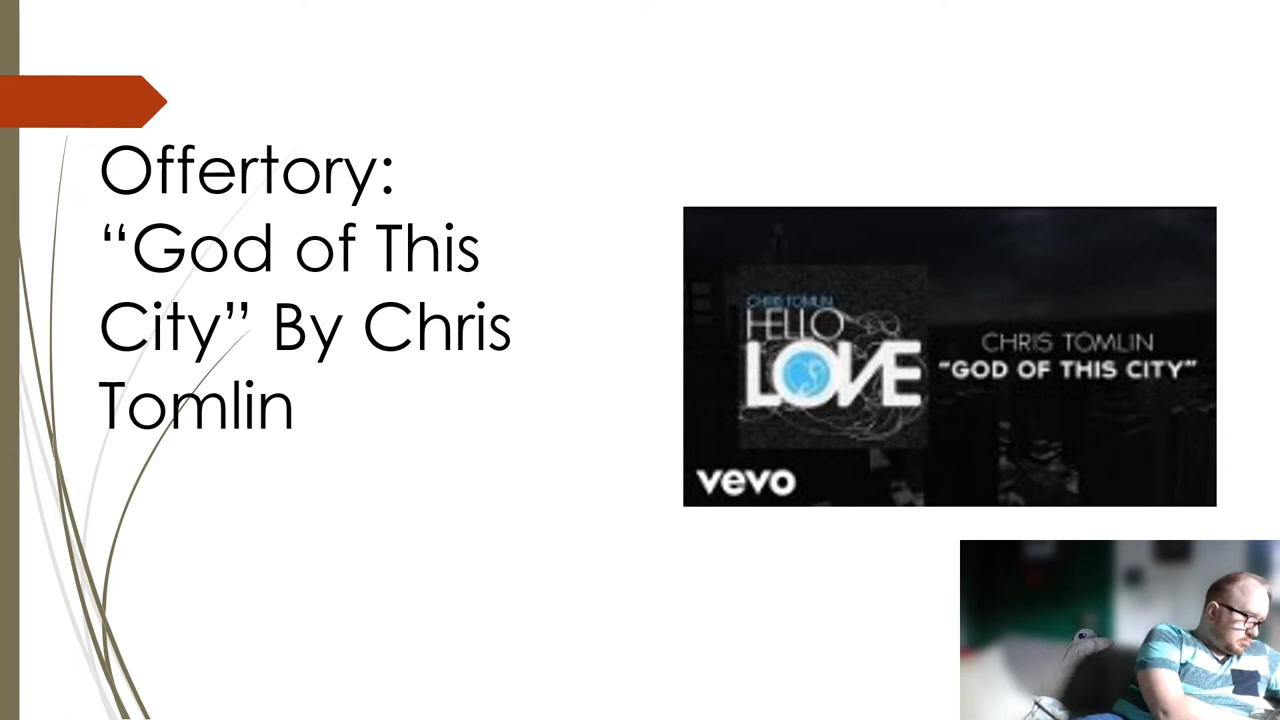 Offertory:
“God of This
City” By Chris
Tomlin
CHRIS TOMLIN
HELLO
LOVE
CHRIS TOMLIN
“GOD OF THIS CITY”
vevo